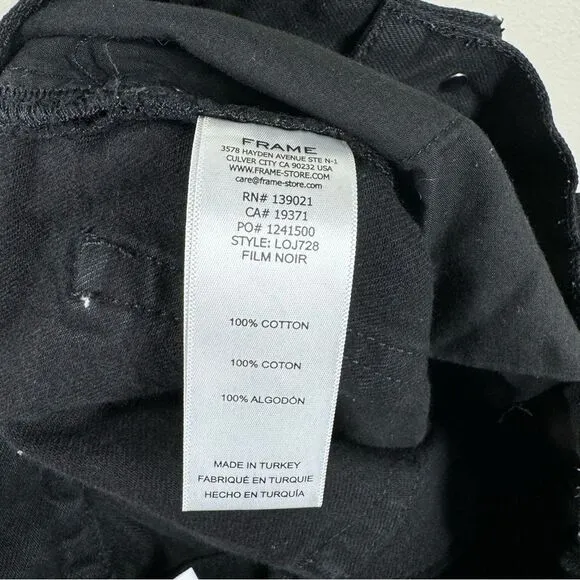 FRAME
3578 HAYDEN AVENUE STE N-1
CULVER CITY CA 90232 USA
WWW.FRAME-STORE.COM
care@frame-store.com
RN# 139021
CA# 19371
PO# 1241500
STYLE: LOJ728
FILM NOIR
100% COTTON
100% COTON
100% ALGODÓN
MADE IN TURKEY
FABRIQUÉ EN TURQUIE
HECHO EN TURQUÍA